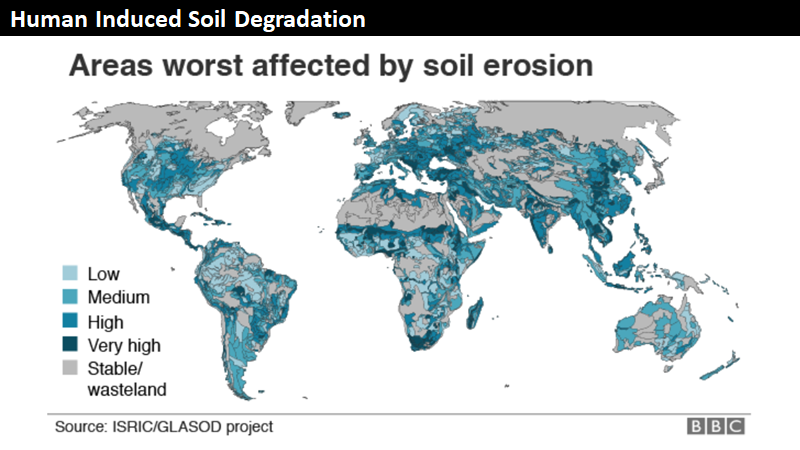 Human Induced Soil Degradation
Areas worst affected by soil erosion
Low
Medium
High
Very high
Stable/
wasteland
Source: ISRIC/GLASOD project
BBC